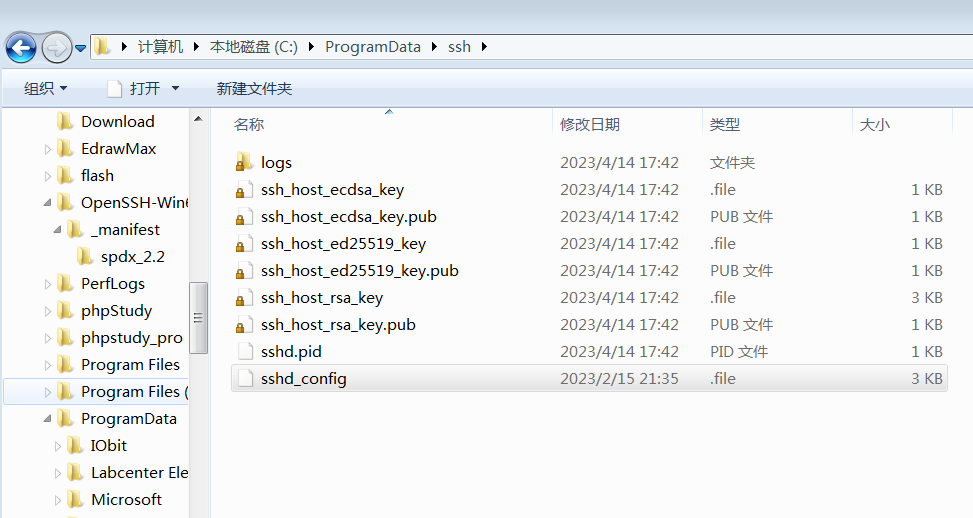 计算机 本地磁盘 (C:) ProgramData ssh
组织 打开 新建文件夹
Download
EdrawMax
flash
OpenSSH-Win6
_manifest
spdx_2.2
PerfLogs
phpStudy
phpstudy_pro
Program Files
Program Files (
ProgramData
IObit
Labcenter Ele
Microsoft
名称 修改日期 类型 大小
logs 2023/4/14 17:42 文件夹
ssh_host_ecdsa_key 2023/4/14 17:42 .file 1 KB
ssh_host_ecdsa_key.pub 2023/4/14 17:42 PUB 文件 1 KB
ssh_host_ed25519_key 2023/4/14 17:42 .file 1 KB
ssh_host_ed25519_key.pub 2023/4/14 17:42 PUB 文件 1 KB
ssh_host_rsa_key 2023/4/14 17:42 .file 3 KB
ssh_host_rsa_key.pub 2023/4/14 17:42 PUB 文件 1 KB
sshd.pid 2023/4/14 17:42 PID 文件 1 KB
sshd_config 2023/2/15 21:35 .file 3 KB